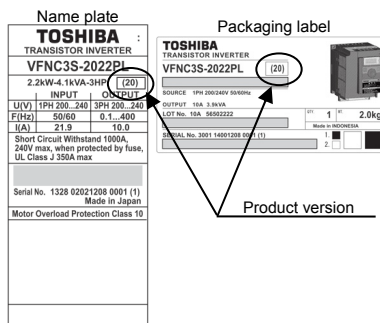 Name plate
TOSHIBA :
TRANSISTOR INVERTER
VFNC3S-2022PL
2.2kW-4.1kVA-3HP (20)
INPUT OUTPUT
U(V) 1PH 200...240 3PH 200...240
F(Hz) 50/60 0.1...400
I(A) 21.9 10.0
Short Circuit Withstand 1000A,
240V max, when protected by fuse,
UL Class J 350A max
Serial No. 1328 02021208 0001 (1)
Made in Japan
Motor Overload Protection Class 10
Packaging label
TOSHIBA
TRANSISTOR INVERTER
VFNC3S-2022PL (20)
SOURCE 1PH 200/240V 50/60Hz
OUTPUT 10A 3.9kVA
LOT No. 10A 56502222
QTY. 1 2.0kg
Made in INDONESIA
SERIAL No. 3001 14001208 0001 (1)
1.
2.
Product version